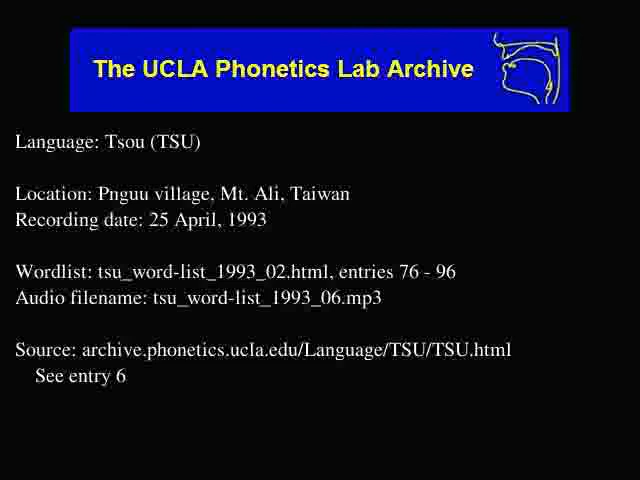 The UCLA Phonetics Lab Archive
Language: Tsou (TSU)
Location: Pnguu village, Mt. Ali, Taiwan
Recording date: 25 April, 1993
Wordlist: tsu_word-list_1993_02.html, entries 76 - 96
Audio filename: tsu_word-list_1993_06.mp3
Source: archive.phonetics.ucla.edu/Language/TSU/TSU.html
See entry 6